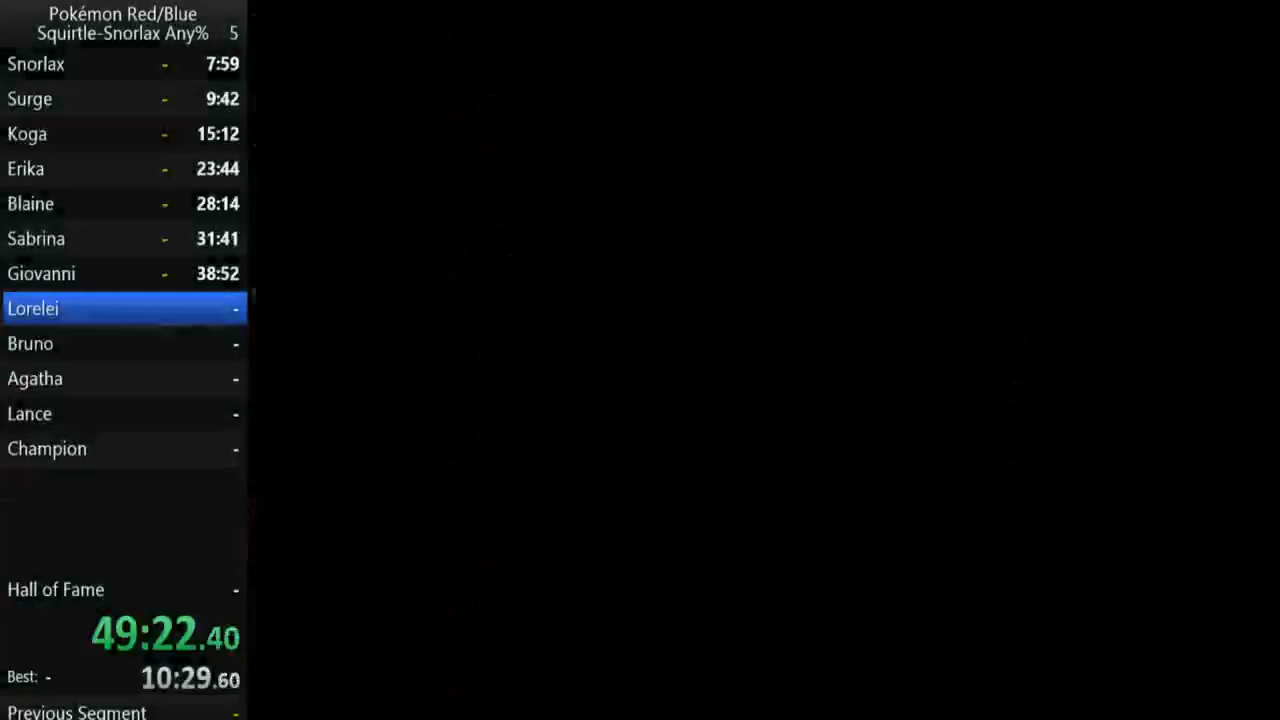 Pokémon Red/Blue
Squirtle-Snorlax Any% 5
Snorlax - 7:59
Surge - 9:42
Koga - 15:12
Erika - 23:44
Blaine - 28:14
Sabrina - 31:41
Giovanni - 38:52
Lorelei -
Bruno -
Agatha -
Lance -
Champion -
Hall of Fame -
49:22.40
Best: - 10:29.60
Previous Segment -